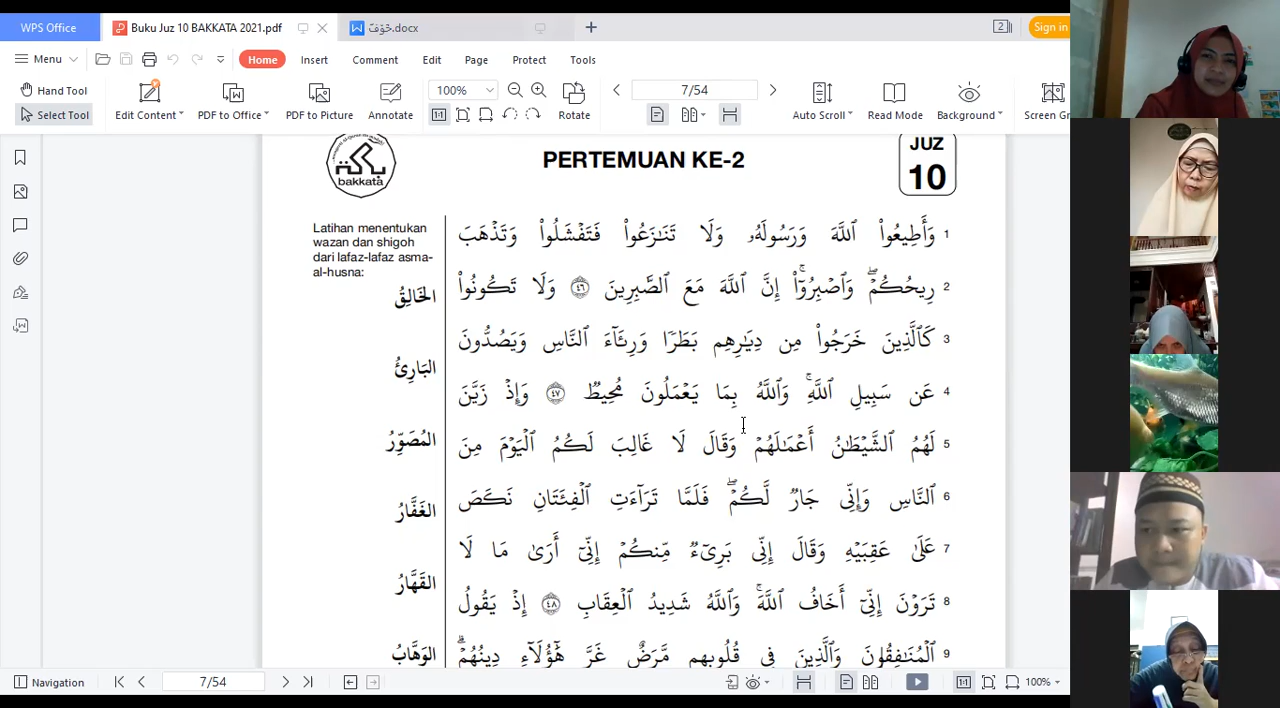 WPS Office
Buku Juz 10 BAKKATA 2021.pdf
خَوْفٌ.docx
2
Sign in
Menu
Home
Insert
Comment
Edit
Page
Protect
Tools
Hand Tool
Select Tool
Edit Content
PDF to Office
PDF to Picture
Annotate
100%
Rotate
7/54
Auto Scroll
Read Mode
Background
Screen Gr
bakkata
PERTEMUAN KE-2
JUZ
10
Latihan menentukan
wazan dan shigoh
dari lafaz-lafaz asma-
al-husna:
الخَالِقُ
البَارِئُ
المُصَوِّرُ
الغَفَّارُ
القَهَّارُ
الوَهَّابُ
1 وَأَطِيعُوا۟ ٱللَّهَ وَرَسُولَهُۥ وَلَا تَنَـٰزَعُوا۟ فَتَفْشَلُوا۟ وَتَذْهَبَ
2 رِيحُكُمْ ۖ وَٱصْبِرُوٓا۟ ۚ إِنَّ ٱللَّهَ مَعَ ٱلصَّـٰبِرِينَ ٤٦ وَلَا تَكُونُوا۟
3 كَٱلَّذِينَ خَرَجُوا۟ مِن دِيَـٰرِهِم بَطَرًا وَرِئَآءَ ٱلنَّاسِ وَيَصُدُّونَ
4 عَن سَبِيلِ ٱللَّهِ ۚ وَٱللَّهُ بِمَا يَعْمَلُونَ مُحِيطٌ ٤٧ وَإِذْ زَيَّنَ
5 لَهُمُ ٱلشَّيْطَـٰنُ أَعْمَـٰلَهُمْ وَقَالَ لَا غَالِبَ لَكُمُ ٱلْيَوْمَ مِنَ
6 ٱلنَّاسِ وَإِنِّى جَارٌ لَّكُمْ ۖ فَلَمَّا تَرَآءَتِ ٱلْفِئَتَانِ نَكَصَ
7 عَلَىٰ عَقِبَيْهِ وَقَالَ إِنِّى بَرِىٓءٌ مِّنكُمْ إِنِّىٓ أَرَىٰ مَا لَا
8 تَرَوْنَ إِنِّىٓ أَخَافُ ٱللَّهَ ۚ وَٱللَّهُ شَدِيدُ ٱلْعِقَابِ ٤٨ إِذْ يَقُولُ
9 ٱلْمُنَـٰفِقُونَ وَٱلَّذِينَ فِى قُلُوبِهِم مَّرَضٌ غَرَّ هَـٰٓؤُلَآءِ دِينُهُمْ ۗ
Navigation
7/54
100%